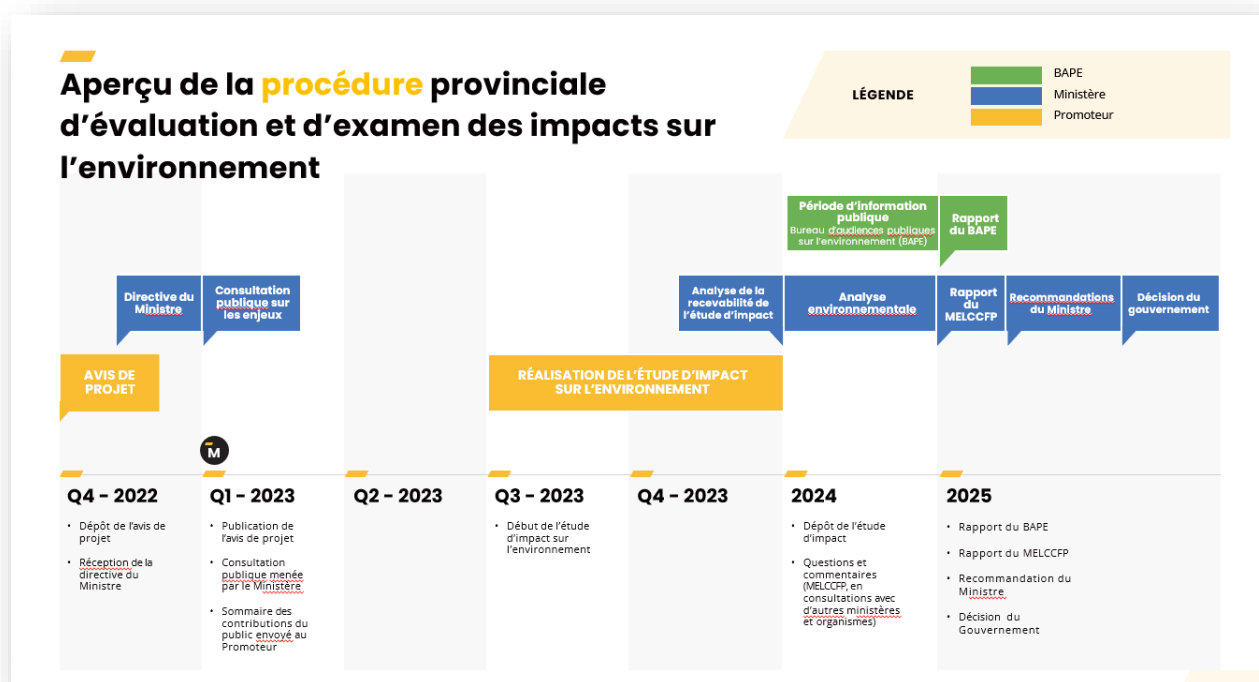 Aperçu de la procédure provinciale
d’évaluation et d’examen des impacts sur
l’environnement
LÉGENDE
BAPE
Ministère
Promoteur
Période d’information
publique
Bureau d’audiences publiques
sur l’environnement (BAPE)
Rapport
du BAPE
Directive du
Ministre
Consultation
publique sur
les enjeux
Analyse de la
recevabilité de
l’étude d’impact
Analyse
environnementale
Rapport
du
MELCCFP
Recommandations
du Ministre
Décision du
gouvernement
AVIS DE
PROJET
RÉALISATION DE L’ÉTUDE D’IMPACT
SUR L’ENVIRONNEMENT
M
Q4 – 2022
• Dépôt de l’avis de
projet
• Réception de la
directive du
Ministre
Q1 – 2023
• Publication de
l’avis de projet
• Consultation
publique menée
par le Ministère
• Sommaire des
contributions du
public envoyé au
Promoteur
Q2 – 2023
Q3 – 2023
• Début de l’étude
d’impact sur
l’environnement
Q4 – 2023
2024
• Dépôt de l’étude
d’impact
• Questions et
commentaires
(MELCCFP, en
consultations avec
d’autres ministères
et organismes)
2025
• Rapport du BAPE
• Rapport du MELCCFP
• Recommandation du
Ministre
• Décision du
Gouvernement